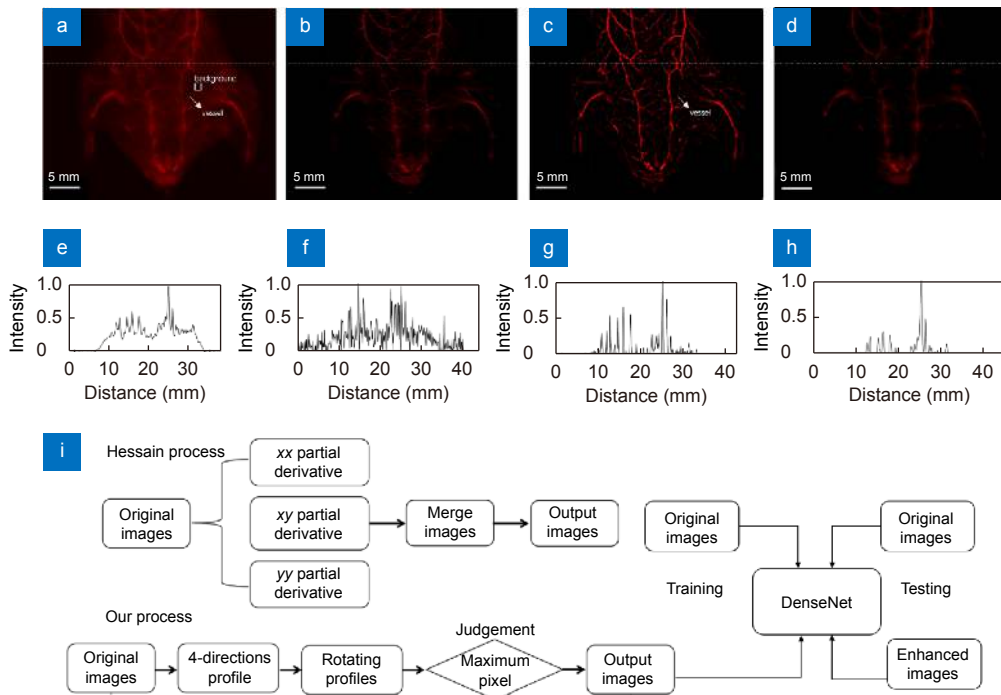 a
b
c
d
background
vessel
vessel
5 mm
5 mm
5 mm
5 mm
e
f
g
h
Intensity
1.0
0.5
0
0 10 20 30
Distance (mm)
Intensity
1.0
0.5
0
0 10 20 30 40
Distance (mm)
Intensity
1.0
0.5
0
0 10 20 30 40
Distance (mm)
Intensity
1.0
0.5
0
0 10 20 30 40
Distance (mm)
i
Hessain process
Original
images
xx partial
derivative
xy partial
derivative
yy partial
derivative
Merge
images
Output
images
Our process
Original
images
4-directions
profile
Rotating
profiles
Judgement
Maximum
pixel
Output
images
Original
images
Original
images
Training
DenseNet
Testing
Enhanced
images